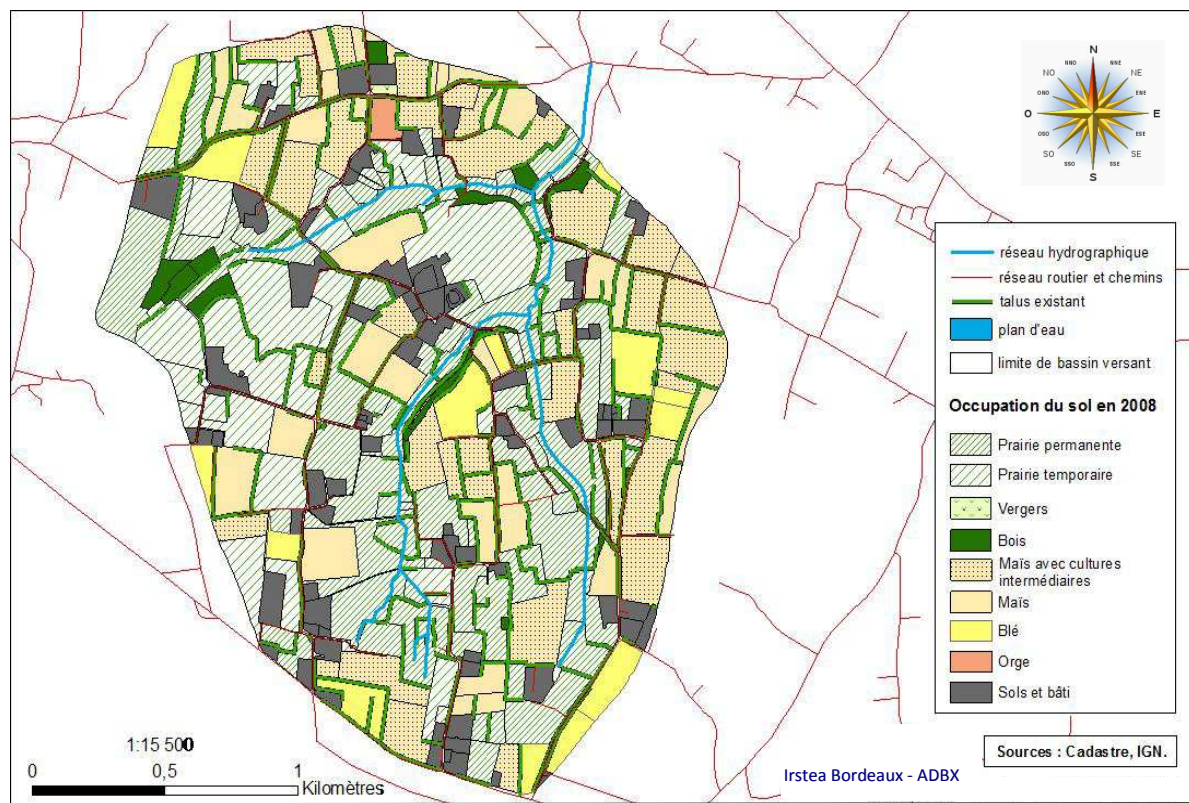 N
NNO
NNE
NO
NE
ONO
ENE
O
E
OSO
ESE
SO
SE
SSO
SSE
S
réseau hydrographique
réseau routier et chemins
talus existant
plan d'eau
limite de bassin versant
Occupation du sol en 2008
Prairie permanente
Prairie temporaire
Vergers
Bois
Maïs avec cultures
intermédiaires
Maïs
Blé
Orge
Sols et bâti
1:15 500
0 0,5 1
Kilomètres
Sources : Cadastre, IGN.
Irstea Bordeaux - ADBX